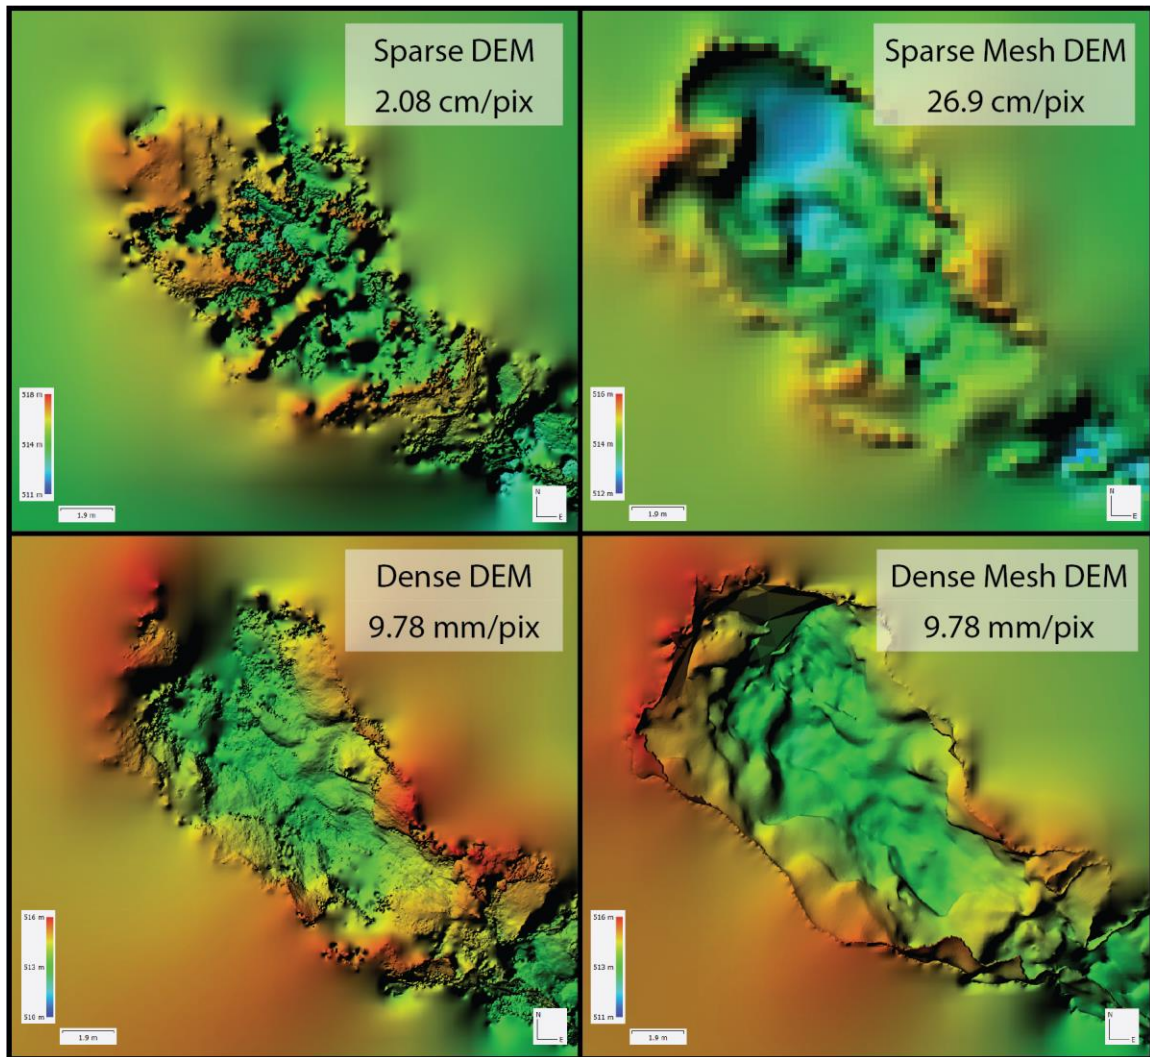 Sparse DEM
2.08 cm/pix
518 m
514 m
511 m
1.9 m
N
E
Sparse Mesh DEM
26.9 cm/pix
516 m
514 m
512 m
1.9 m
N
E
Dense DEM
9.78 mm/pix
516 m
513 m
510 m
1.9 m
N
E
Dense Mesh DEM
9.78 mm/pix
516 m
513 m
511 m
1.9 m
N
E